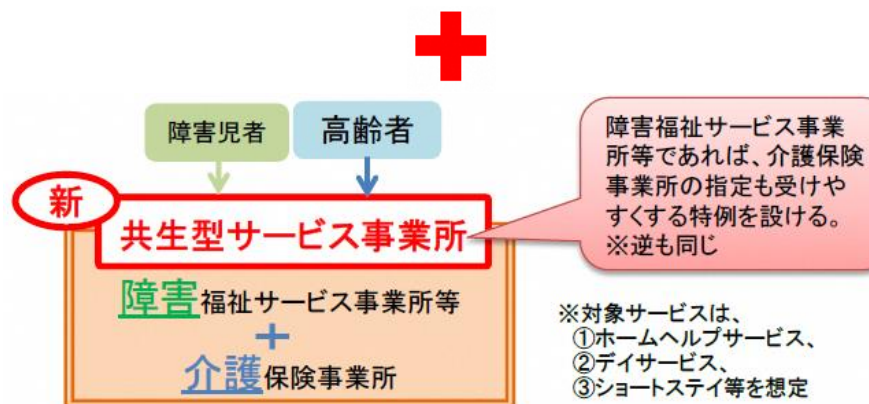 障害児者
高齢者
新
共生型サービス事業所
障害福祉サービス事業所等
+
介護保険事業所
障害福祉サービス事業
所等であれば、介護保険
事業所の指定も受けや
すくする特例を設ける。
※逆も同じ
※対象サービスは、
①ホームヘルプサービス、
②デイサービス、
③ショートステイ等を想定